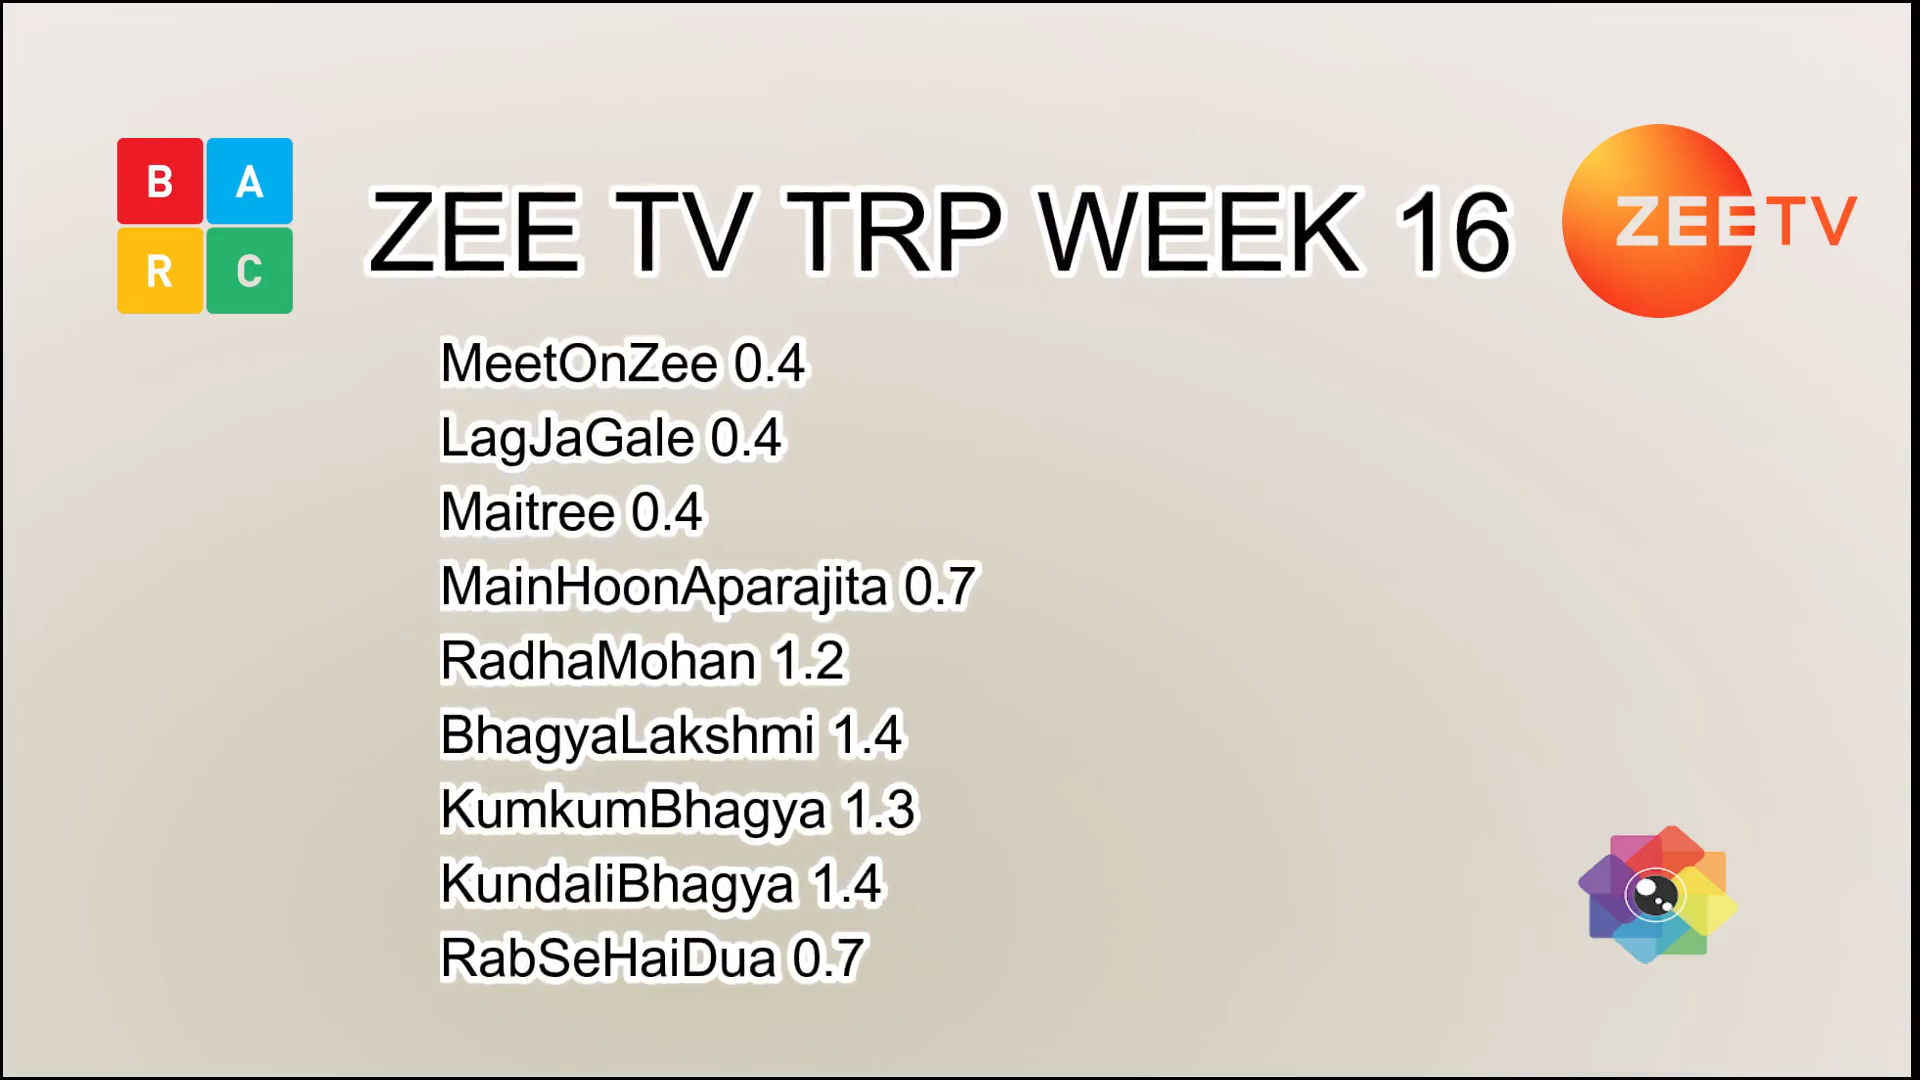 B A
R C
ZEE TV TRP WEEK 16
ZEETV
MeetOnZee 0.4
LagJaGale 0.4
Maitree 0.4
MainHoonAparajita 0.7
RadhaMohan 1.2
BhagyaLakshmi 1.4
KumkumBhagya 1.3
KundaliBhagya 1.4
RabSeHaiDua 0.7